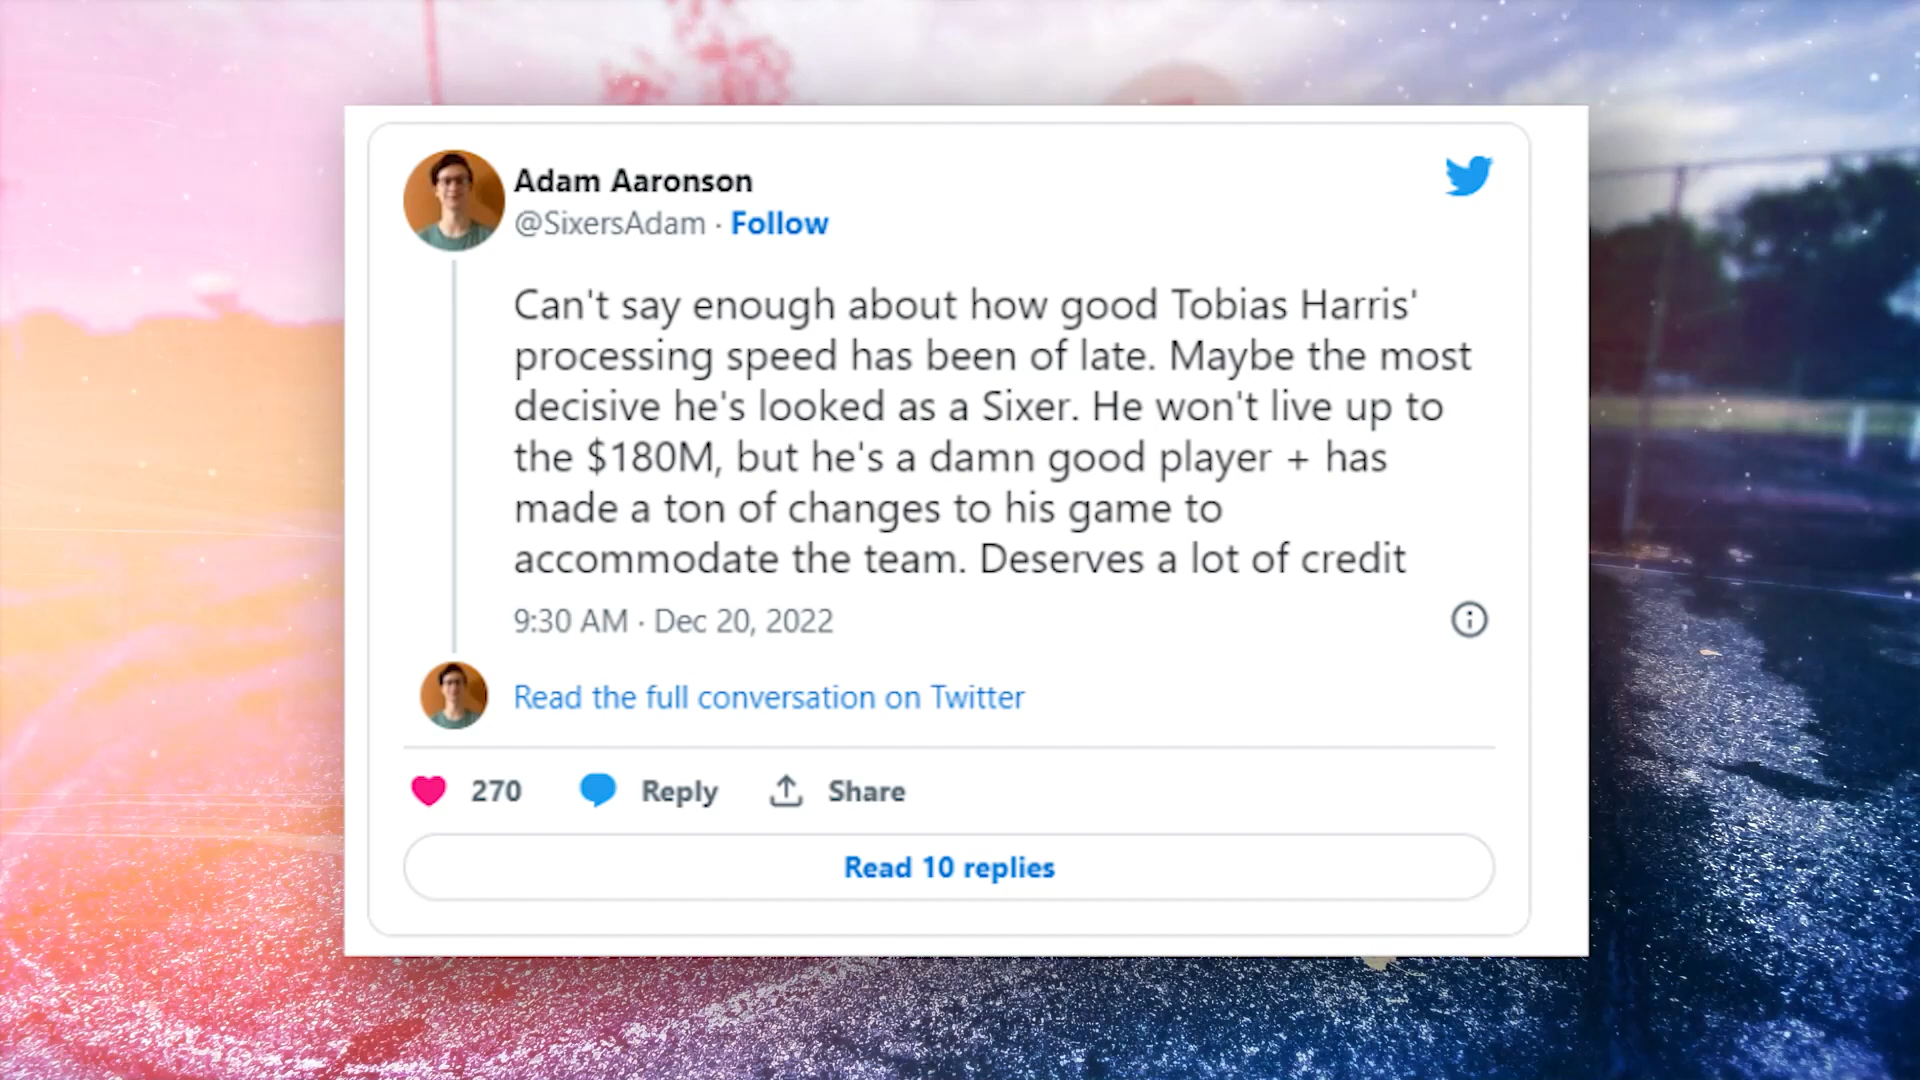 Adam Aaronson
@SixersAdam · Follow
Can't say enough about how good Tobias Harris'
processing speed has been of late. Maybe the most
decisive he's looked as a Sixer. He won't live up to
the $180M, but he's a damn good player + has
made a ton of changes to his game to
accommodate the team. Deserves a lot of credit
9:30 AM · Dec 20, 2022
Read the full conversation on Twitter
270 Reply Share
Read 10 replies